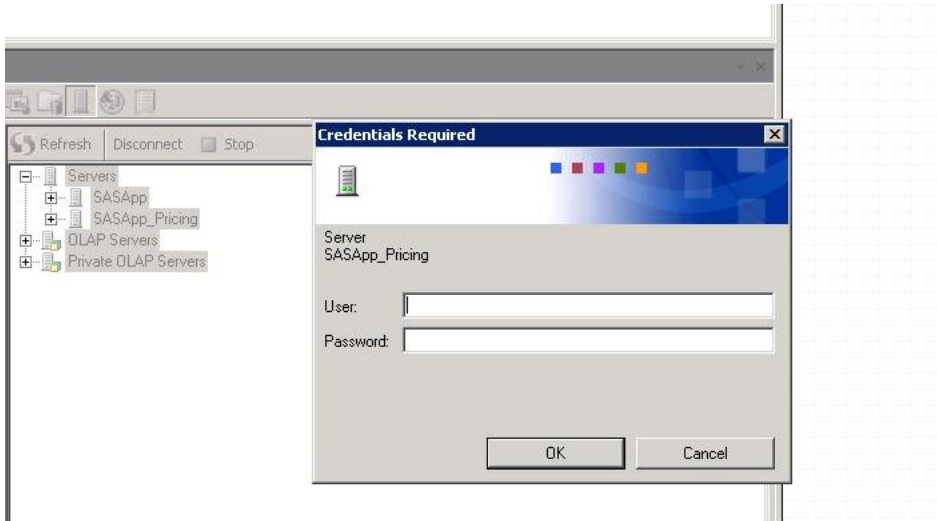 Refresh Disconnect Stop
Servers
SASApp
SASApp_Pricing
OLAP Servers
Private OLAP Servers
Credentials Required
Server
SASApp_Pricing
User:
Password:
OK Cancel